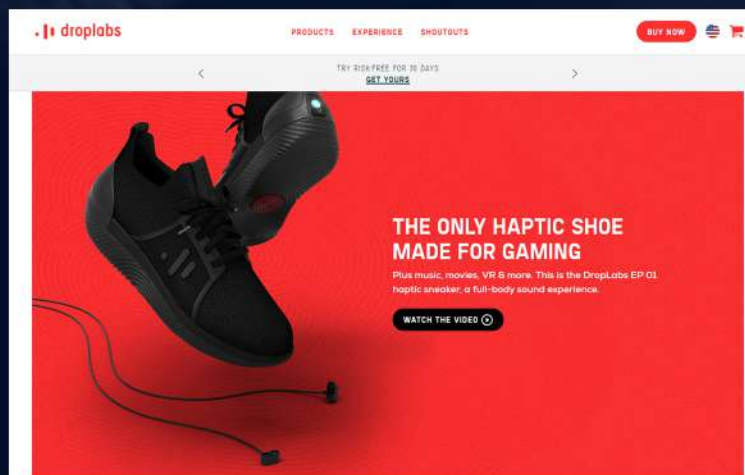 droplabs
PRODUCTS EXPERIENCE SHOUTOUTS
BUY NOW
TRY RISK-FREE FOR 30 DAYS
GET YOURS
THE ONLY HAPTIC SHOE
MADE FOR GAMING
Plus music, movies, VR & more. This is the DropLabs EP 01
haptic sneaker, a full-body sound experience.
WATCH THE VIDEO